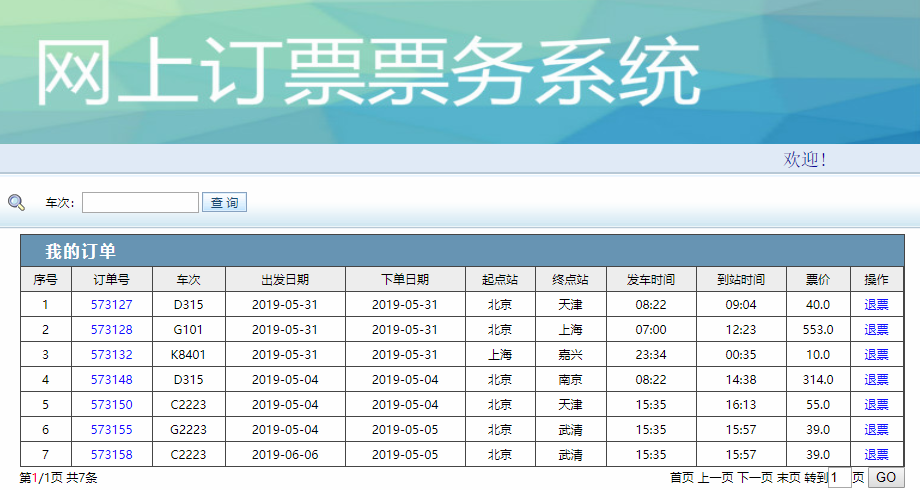 网上订票票务系统
欢迎！
车次： 查 询
我的订单
序号 订单号 车次 出发日期 下单日期 起点站 终点站 发车时间 到站时间 票价 操作
1 573127 D315 2019-05-31 2019-05-31 北京 天津 08:22 09:04 40.0 退票
2 573128 G101 2019-05-31 2019-05-31 北京 上海 07:00 12:23 553.0 退票
3 573132 K8401 2019-05-31 2019-05-31 上海 嘉兴 23:34 00:35 10.0 退票
4 573148 D315 2019-05-04 2019-05-04 北京 南京 08:22 14:38 314.0 退票
5 573150 C2223 2019-05-04 2019-05-04 北京 天津 15:35 16:13 55.0 退票
6 573155 G2223 2019-05-04 2019-05-05 北京 武清 15:35 15:57 39.0 退票
7 573158 C2223 2019-06-06 2019-05-05 北京 武清 15:35 15:57 39.0 退票
第1/1页 共7条 首页 上一页 下一页 末页 转到1 页 GO